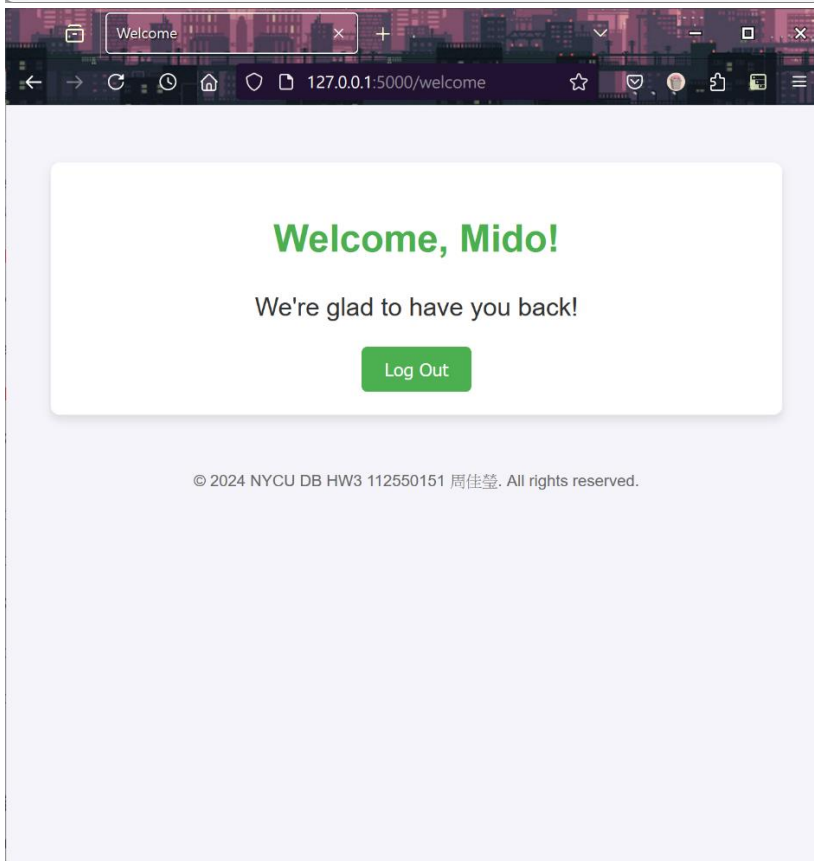 Welcome
127.0.0.1:5000/welcome
Welcome, Mido!
We're glad to have you back!
Log Out
© 2024 NYCU DB HW3 112550151 周佳瑩. All rights reserved.